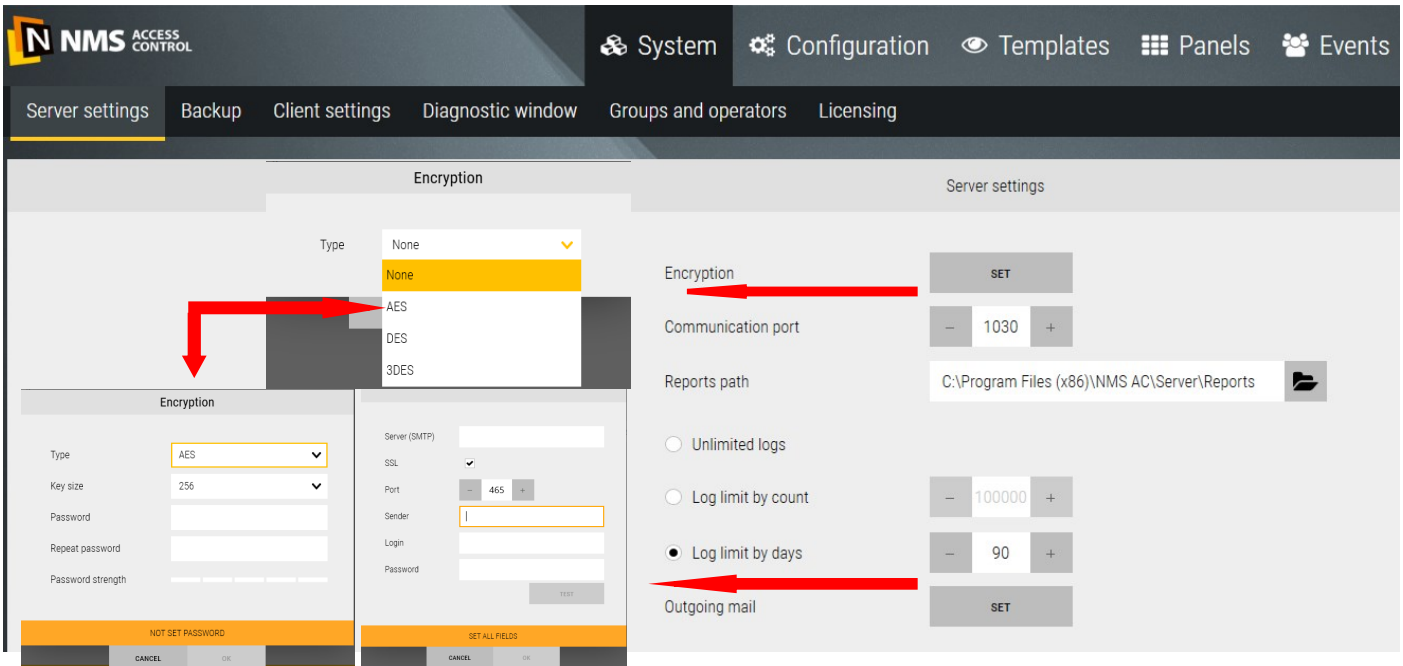 N NMS ACCESS CONTROL
System
Configuration
Templates
Panels
Events
Server settings
Backup
Client settings
Diagnostic window
Groups and operators
Licensing
Encryption
Type
None
None
AES
DES
3DES
Server settings
Encryption
SET
Communication port
– 1030 +
Reports path
C:\Program Files (x86)\NMS AC\Server\Reports
Unlimited logs
Log limit by count
– 100000 +
Log limit by days
– 90 +
Outgoing mail
SET
Encryption
Type
AES
Key size
256
Password
Repeat password
Password strength
NOT SET PASSWORD
CANCEL
OK
Server (SMTP)
SSL
Port
– 465 +
Sender
Login
Password
TEST
SET ALL FIELDS
CANCEL
OK